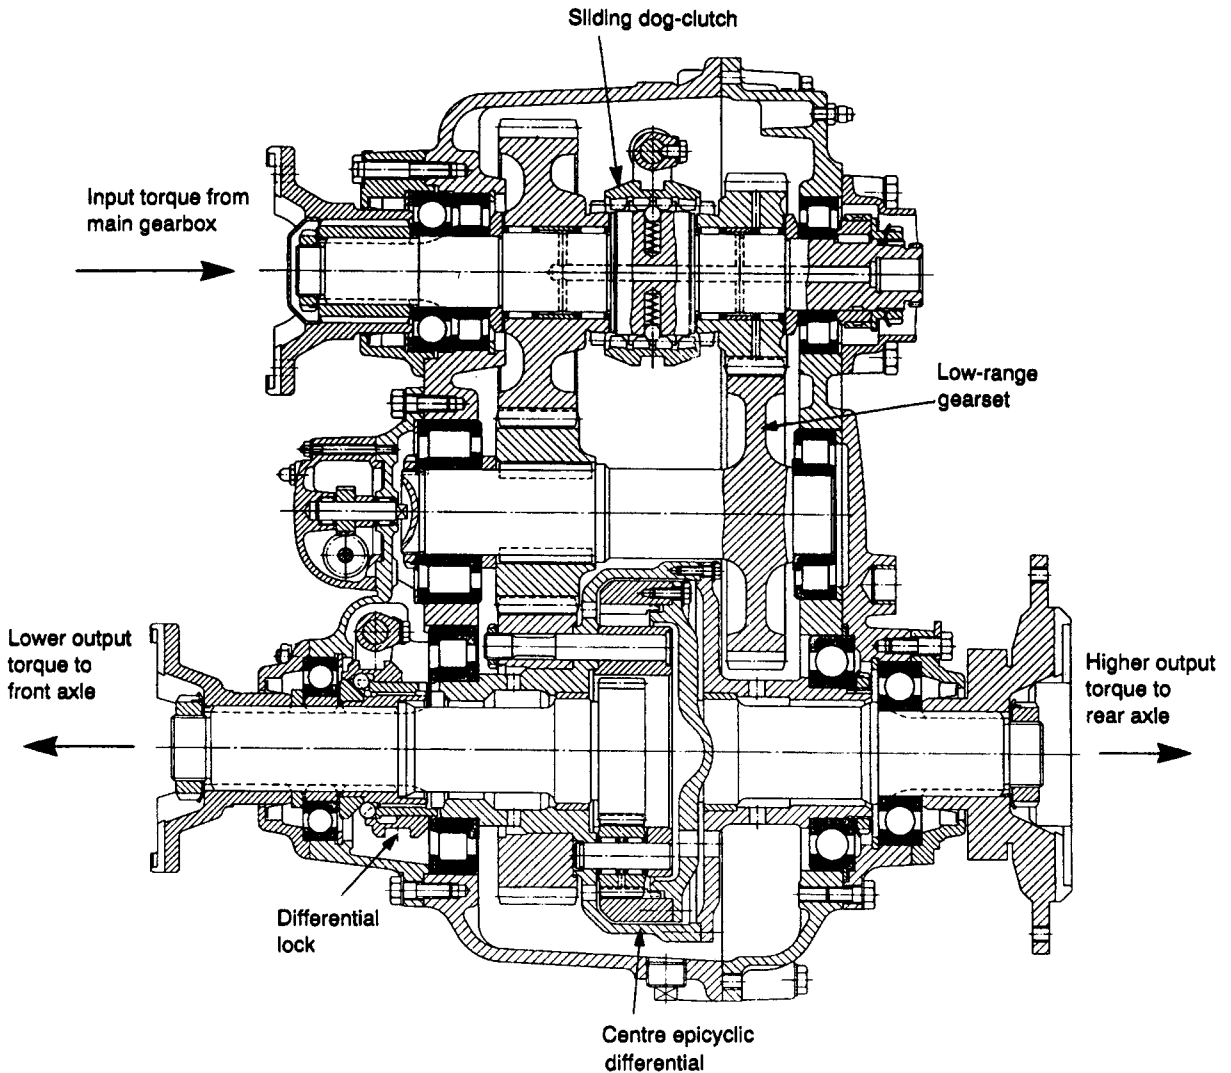 Sliding dog-clutch
Input torque from
main gearbox
Low-range
gearset
Lower output
torque to
front axle
Higher output
torque to
rear axle
Differential
lock
Centre epicyclic
differential